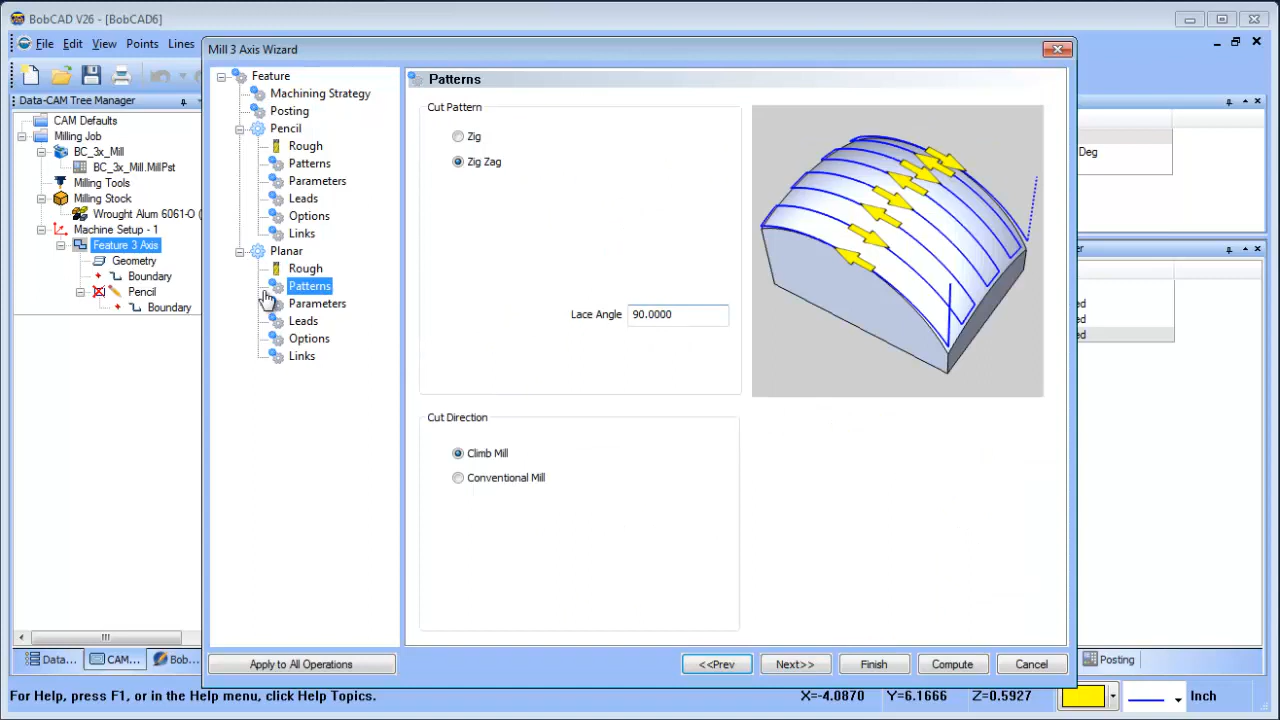 BobCAD V26 - [BobCAD6]
File Edit View Points Lines
Mill 3 Axis Wizard
Data-CAM Tree Manager
CAM Defaults
Milling Job
BC_3x_Mill
BC_3x_Mill.MillPst
Milling Tools
Milling Stock
Wrought Alum 6061-O (
Machine Setup - 1
Feature 3 Axis
Geometry
Boundary
Pencil
Boundary
Feature
Machining Strategy
Posting
Pencil
Rough
Patterns
Parameters
Leads
Options
Links
Planar
Rough
Patterns
Parameters
Leads
Options
Links
Patterns
Cut Pattern
Zig
Zig Zag
Lace Angle 90.0000
Cut Direction
Climb Mill
Conventional Mill
Deg
ed
ed
ed
Data... CAM... Bob...
Posting
Apply to All Operations
<<Prev Next>> Finish Compute Cancel
For Help, press F1, or in the Help menu, click Help Topics.
X=-4.0870 Y=6.1666 Z=0.5927 Inch